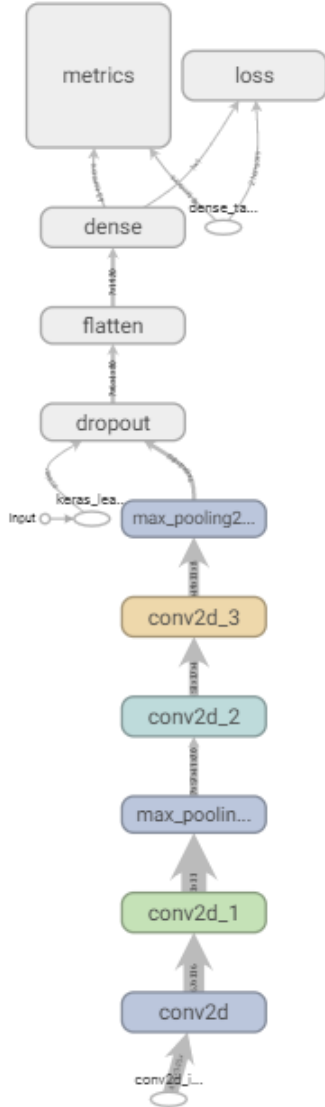 metrics
loss
dense_ta...
dense
flatten
dropout
keras_lea...
Input
max_pooling2...
conv2d_3
conv2d_2
max_poolin...
conv2d_1
conv2d
conv2d_i...